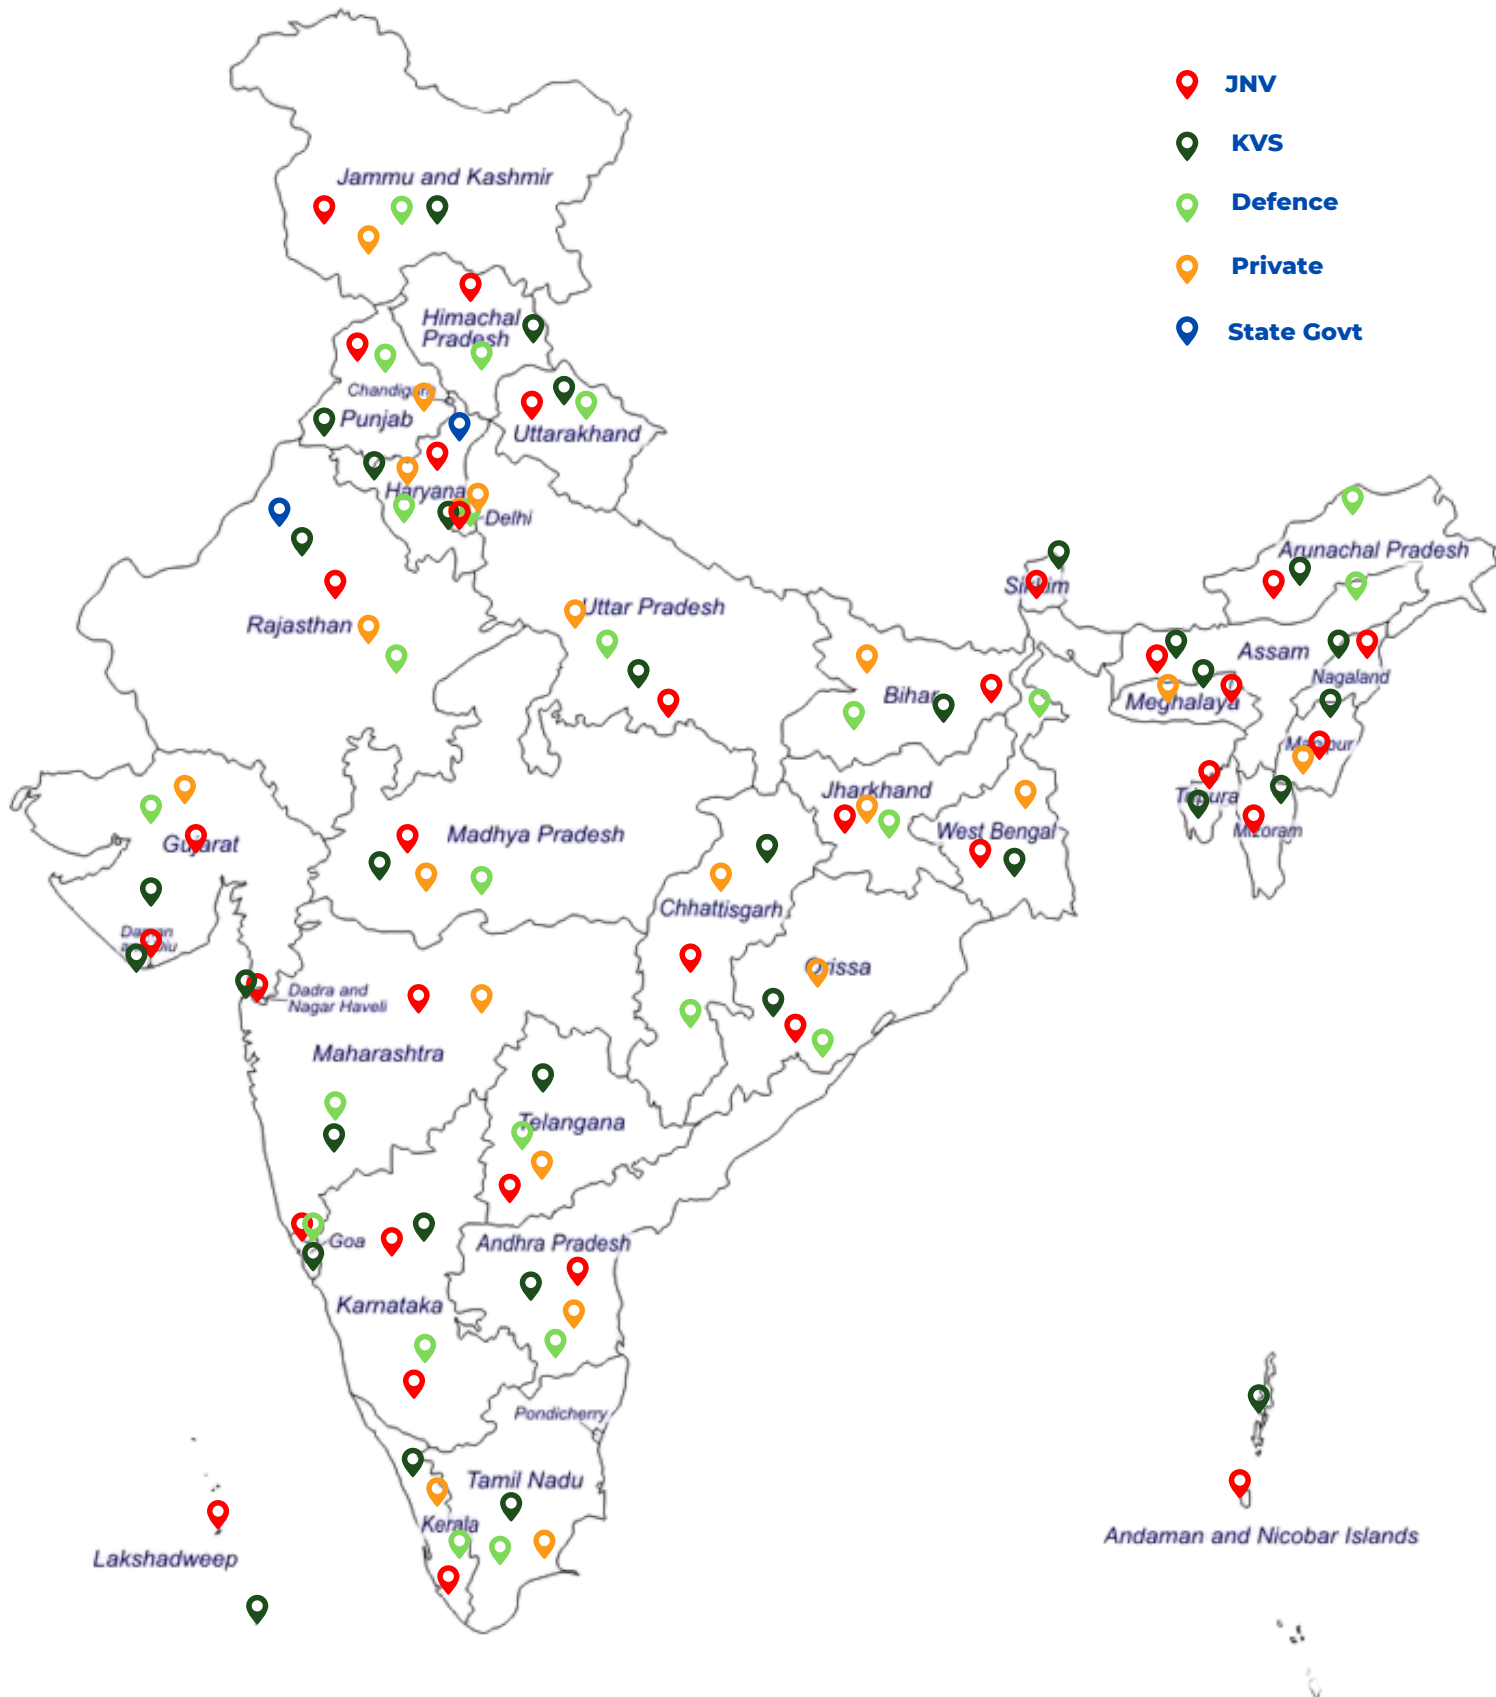 JNV
KVS
Defence
Private
State Govt
Jammu and Kashmir
Himachal
Pradesh
Chandigarh
Punjab
Uttarakhand
Haryana
Delhi
Arunachal Pradesh
Sikkim
Uttar Pradesh
Rajasthan
Assam
Nagaland
Bihar
Meghalaya
Manipur
Jharkhand
Tripura
Mizoram
West Bengal
Madhya Pradesh
Gujarat
Chhattisgarh
Daman
and Diu
Orissa
Dadra and
Nagar Haveli
Maharashtra
Telangana
Goa
Andhra Pradesh
Karnataka
Pondicherry
Tamil Nadu
Kerala
Lakshadweep
Andaman and Nicobar Islands